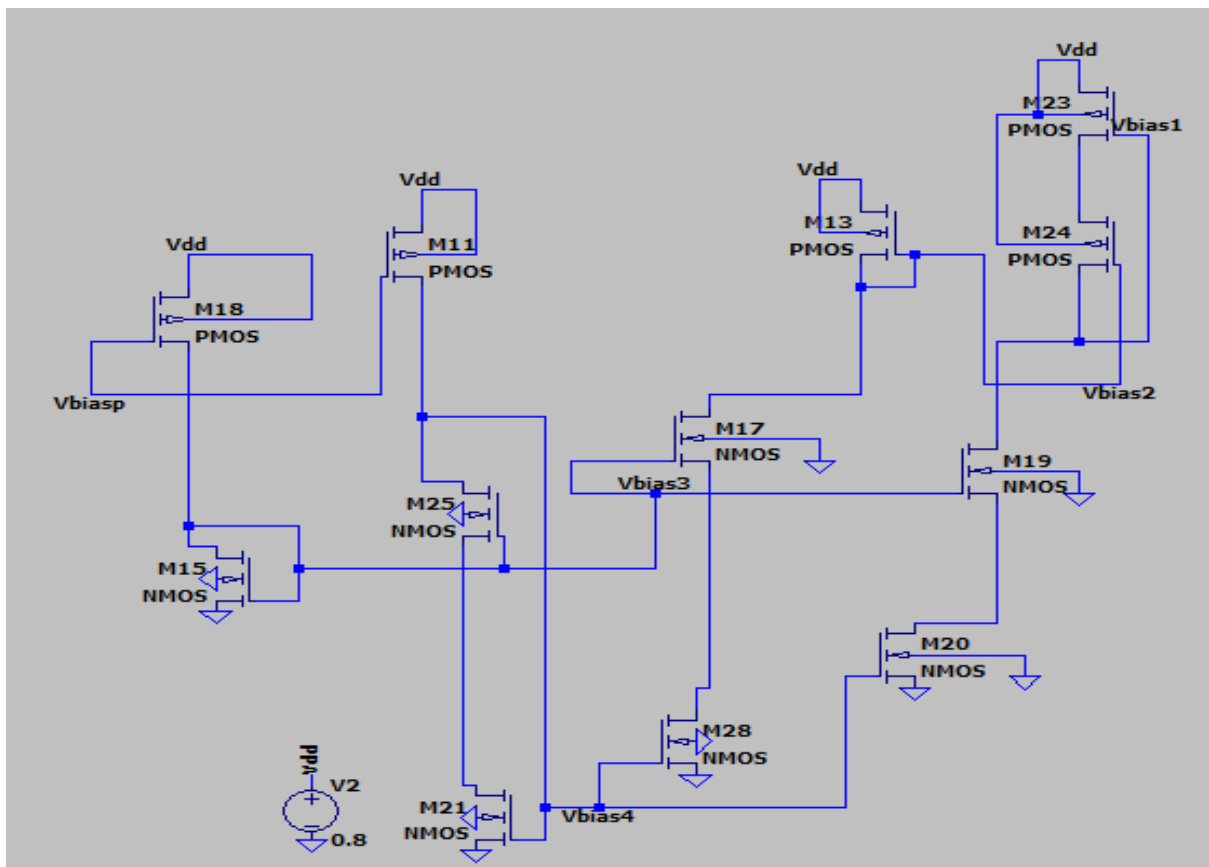 Vdd
M23
PMOS
Vbias1
Vdd
M13
PMOS
M24
PMOS
Vdd
M11
PMOS
Vdd
M18
PMOS
Vbiasp
Vbias2
M17
NMOS
M19
NMOS
Vbias3
M25
NMOS
M15
NMOS
M20
NMOS
M28
NMOS
Vdd
V2
0.8
M21
NMOS
Vbias4